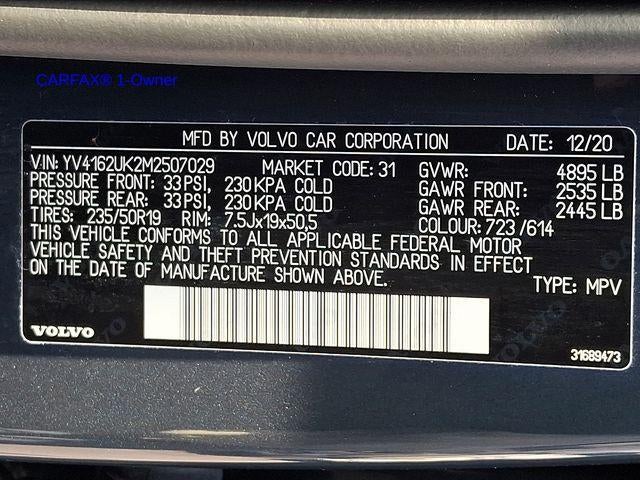 CARFAX® 1-Owner
MFD BY VOLVO CAR CORPORATION DATE: 12/20
VIN: YV4162UK2M2507029 MARKET CODE: 31 GVWR: 4895 LB
PRESSURE FRONT: 33 PSI, 230 KPA COLD GAWR FRONT: 2535 LB
PRESSURE REAR: 33 PSI, 230 KPA COLD GAWR REAR: 2445 LB
TIRES: 235/50R19 RIM: 7.5Jx19x50,5 COLOUR: 723/614
THIS VEHICLE CONFORMS TO ALL APPLICABLE FEDERAL MOTOR
VEHICLE SAFETY AND THEFT PREVENTION STANDARDS IN EFFECT
ON THE DATE OF MANUFACTURE SHOWN ABOVE. TYPE: MPV
VOLVO 31689473